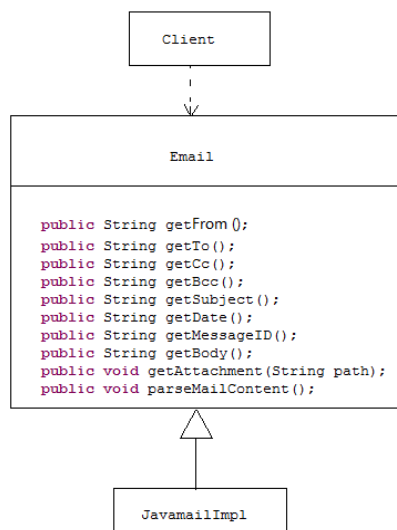 Client
Email
public String getFrom ();
public String getTo();
public String getCc();
public String getBcc();
public String getSubject();
public String getDate();
public String getMessageID();
public String getBody();
public void getAttachment(String path);
public void parseMailContent();
JavamailImpl